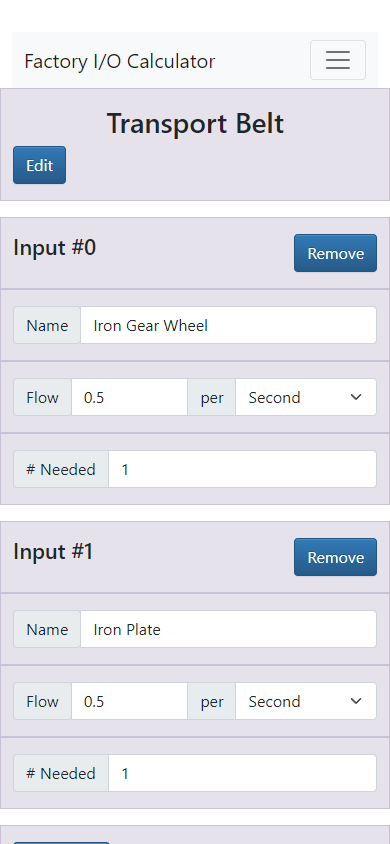 Factory I/O Calculator
Transport Belt
Edit
Input #0
Remove
Name Iron Gear Wheel
Flow 0.5 per Second
# Needed 1
Input #1
Remove
Name Iron Plate
Flow 0.5 per Second
# Needed 1